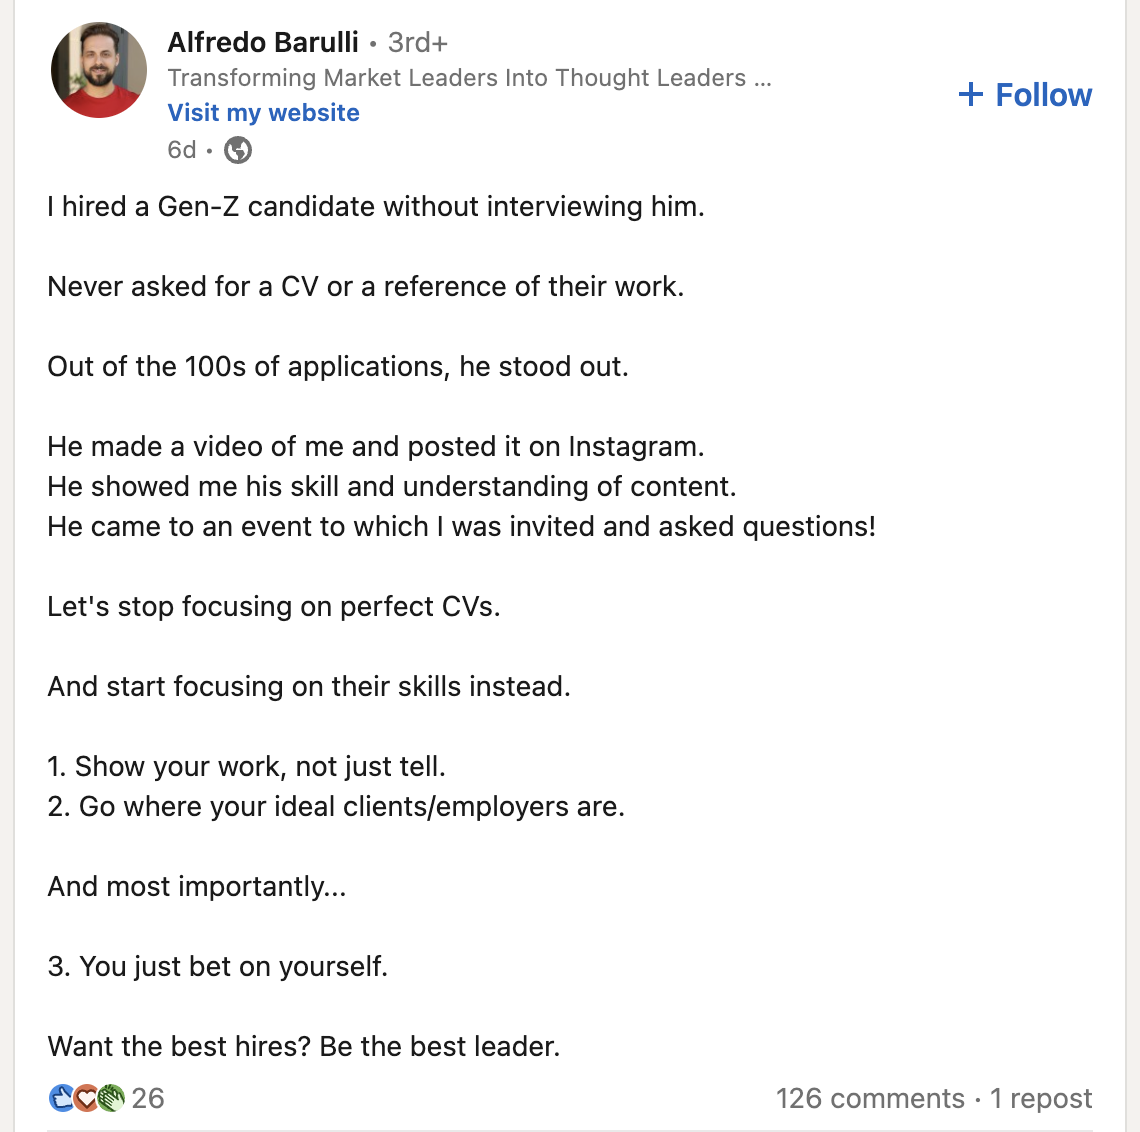 Alfredo Barulli • 3rd+
Transforming Market Leaders Into Thought Leaders ...
Visit my website
+ Follow
6d •
I hired a Gen-Z candidate without interviewing him.
Never asked for a CV or a reference of their work.
Out of the 100s of applications, he stood out.
He made a video of me and posted it on Instagram.
He showed me his skill and understanding of content.
He came to an event to which I was invited and asked questions!
Let's stop focusing on perfect CVs.
And start focusing on their skills instead.
1. Show your work, not just tell.
2. Go where your ideal clients/employers are.
And most importantly...
3. You just bet on yourself.
Want the best hires? Be the best leader.
26
126 comments · 1 repost